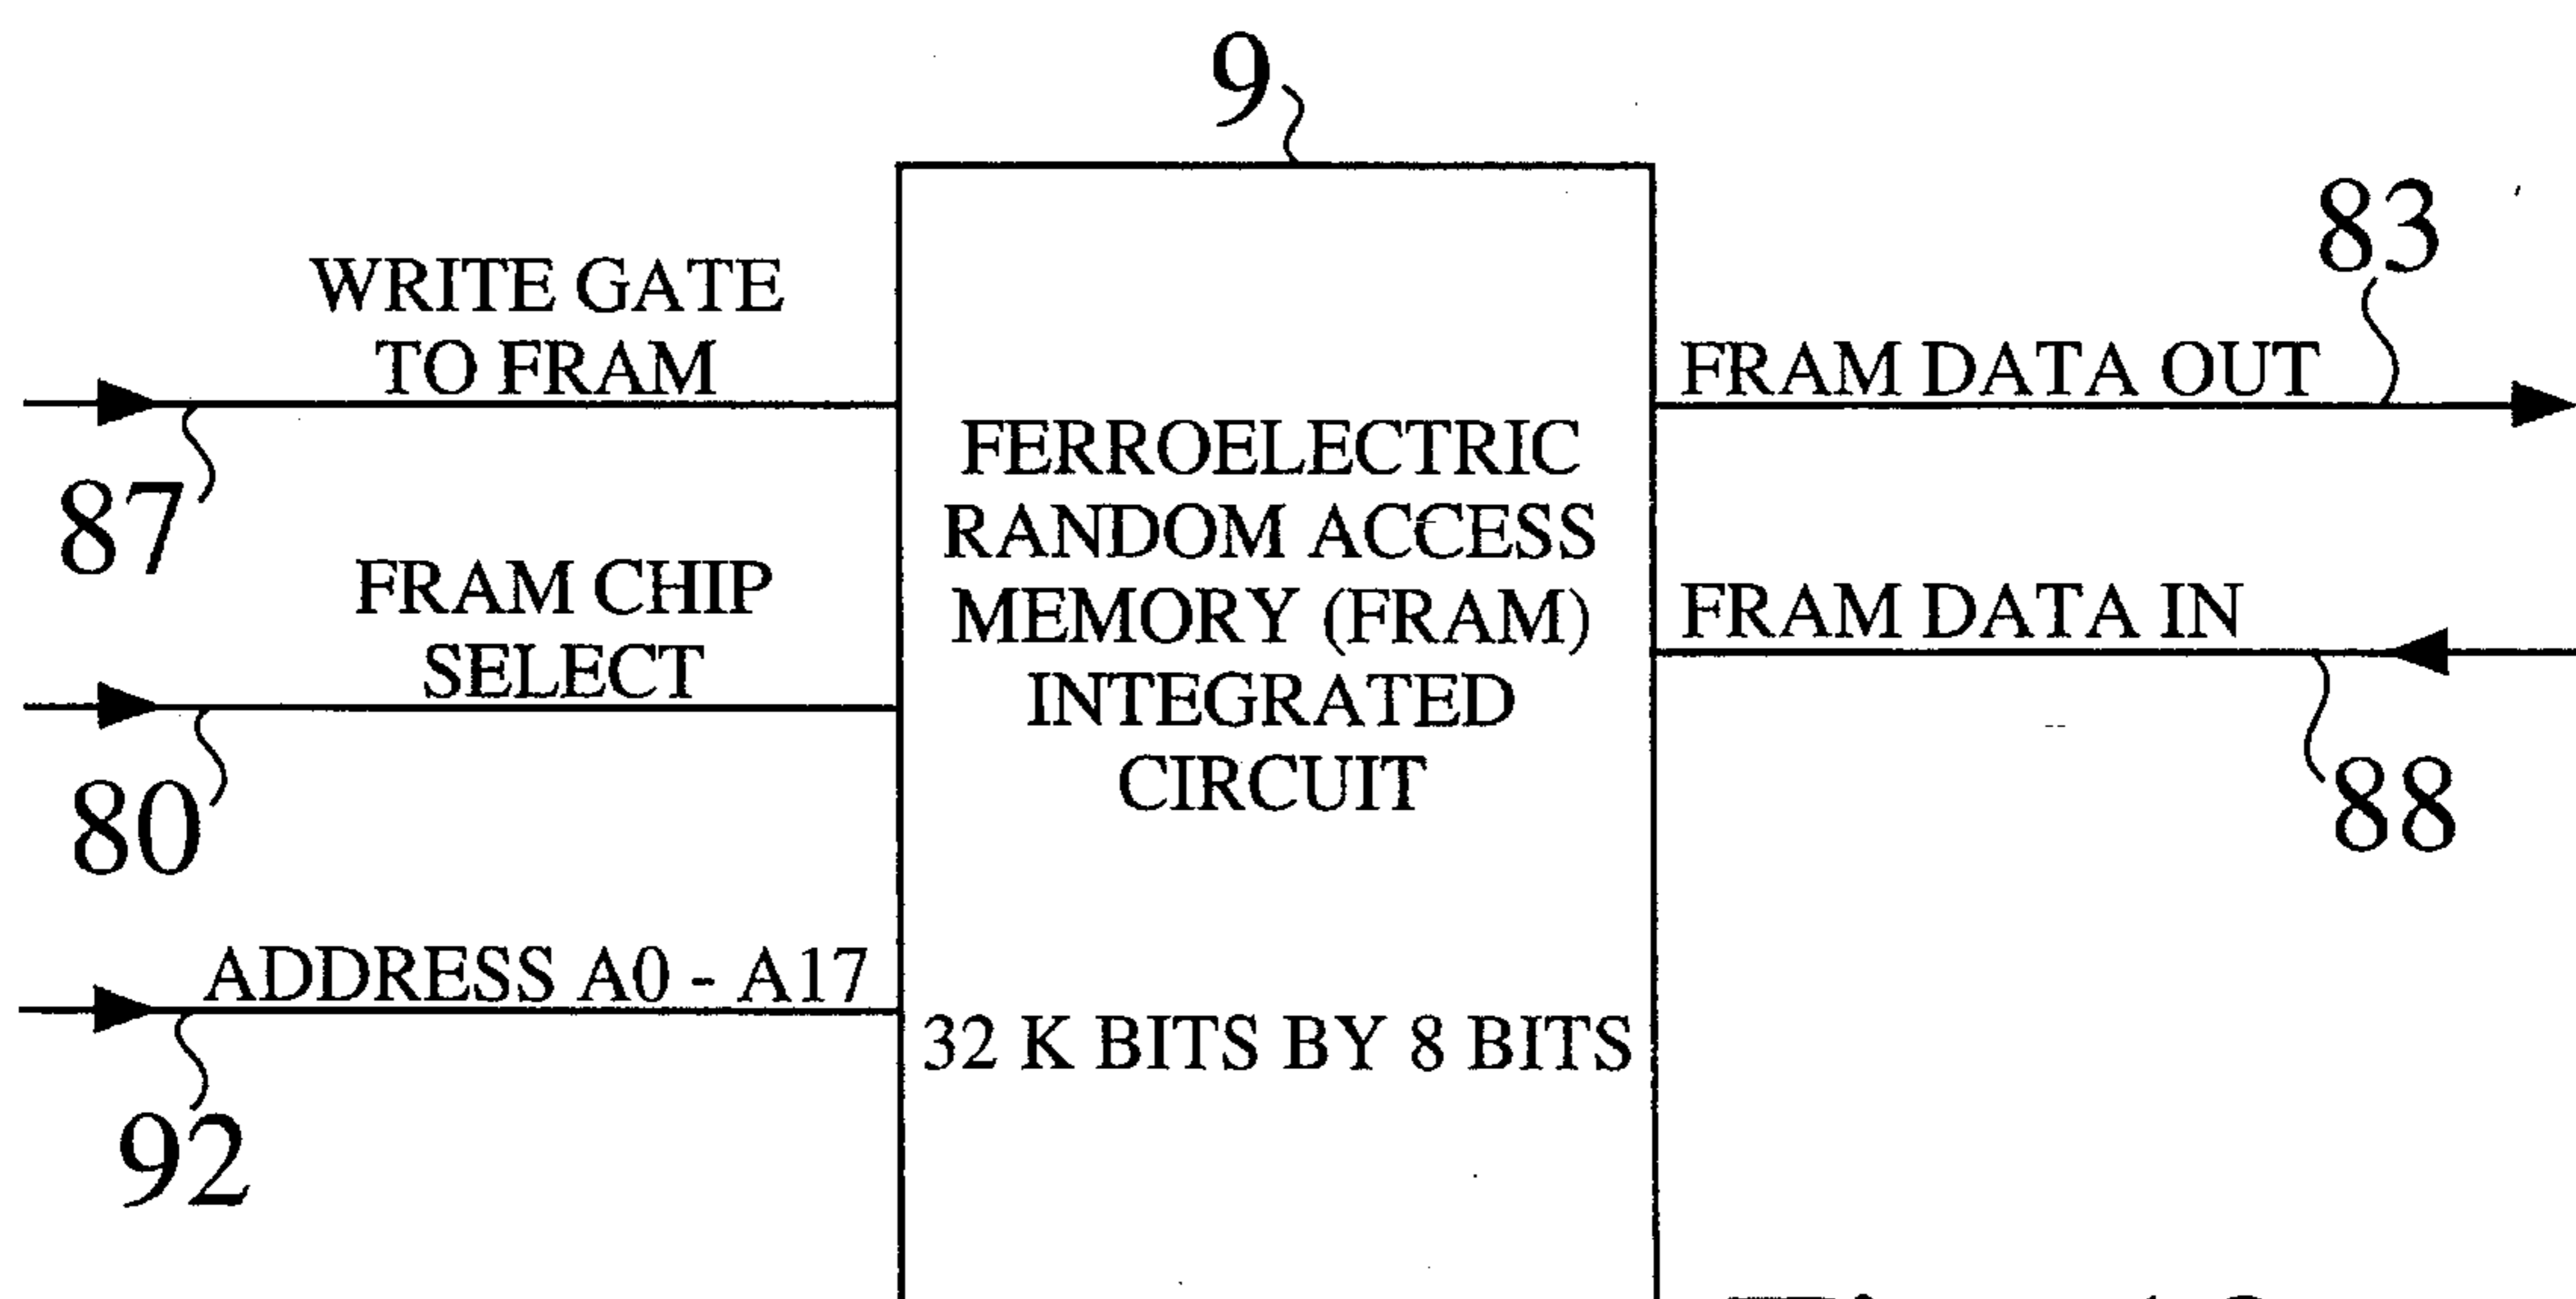 9
83
WRITE GATE
TO FRAM
87
FRAM CHIP
SELECT
80
ADDRESS A0 - A17
92
FERROELECTRIC
RANDOM ACCESS
MEMORY (FRAM)
INTEGRATED
CIRCUIT
32 K BITS BY 8 BITS
FRAM DATA OUT
FRAM DATA IN
88